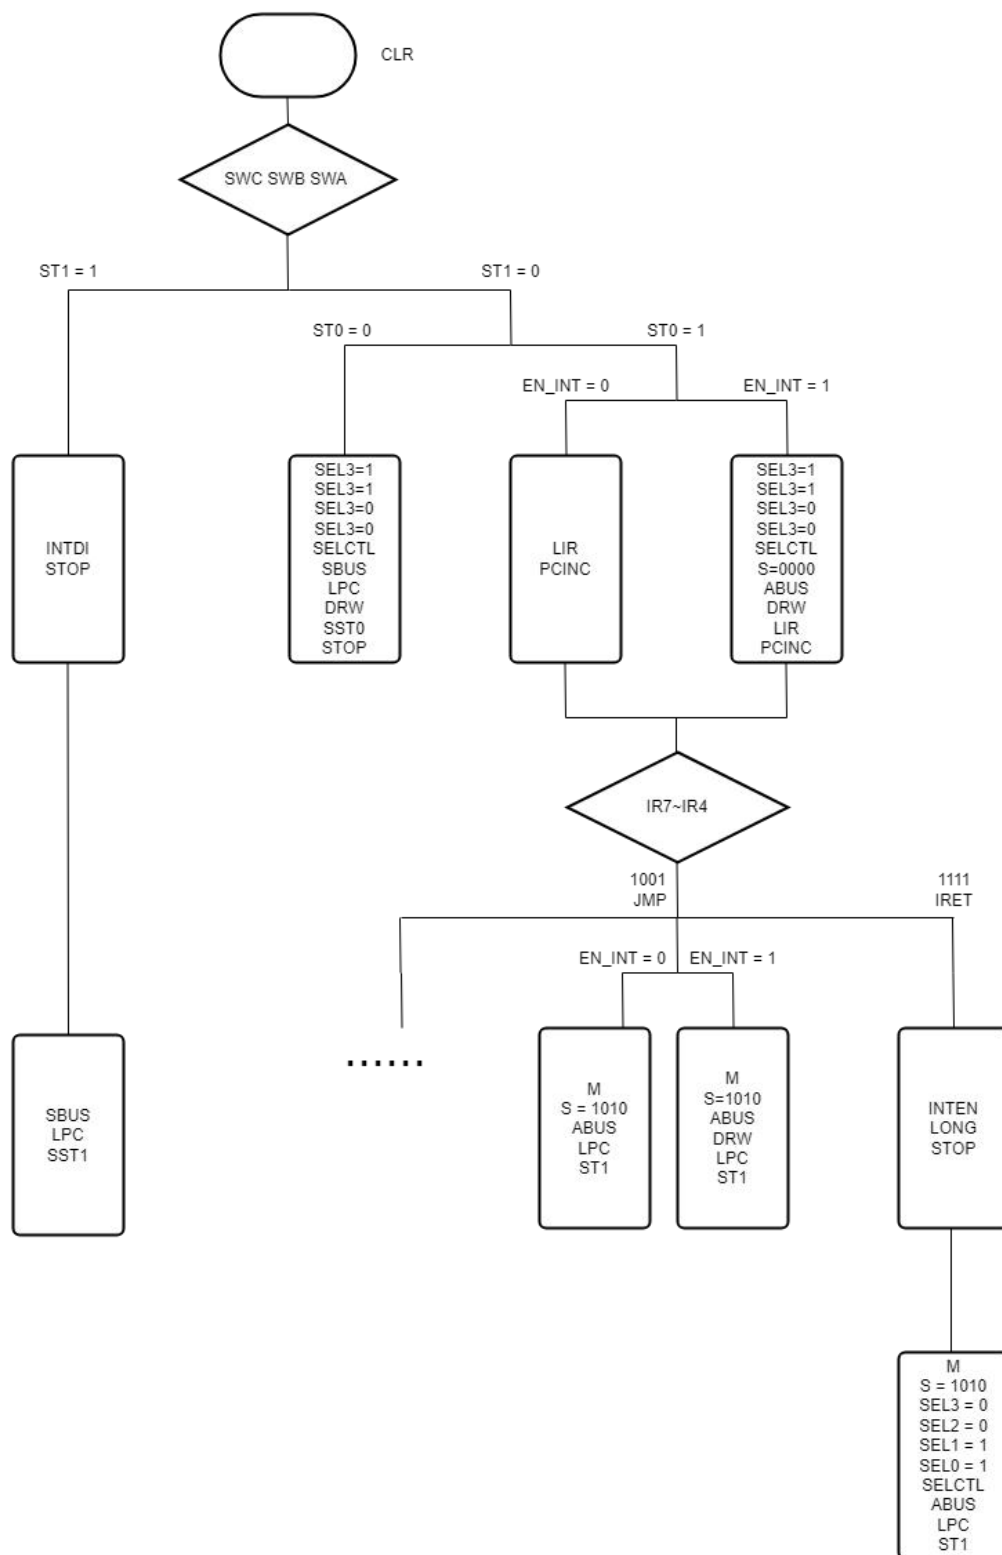 CLR
SWC SWB SWA
ST1 = 1
ST1 = 0
ST0 = 0
ST0 = 1
EN_INT = 0
EN_INT = 1
INTDI
STOP
SEL3=1
SEL3=1
SEL3=0
SEL3=0
SELCTL
SBUS
LPC
DRW
SST0
STOP
LIR
PCINC
SEL3=1
SEL3=1
SEL3=0
SEL3=0
SELCTL
S=0000
ABUS
DRW
LIR
PCINC
IR7~IR4
1001
JMP
1111
IRET
EN_INT = 0
EN_INT = 1
SBUS
LPC
SST1
......
M
S = 1010
ABUS
LPC
ST1
M
S=1010
ABUS
DRW
LPC
ST1
INTEN
LONG
STOP
M
S = 1010
SEL3 = 0
SEL2 = 0
SEL1 = 1
SEL0 = 1
SELCTL
ABUS
LPC
ST1